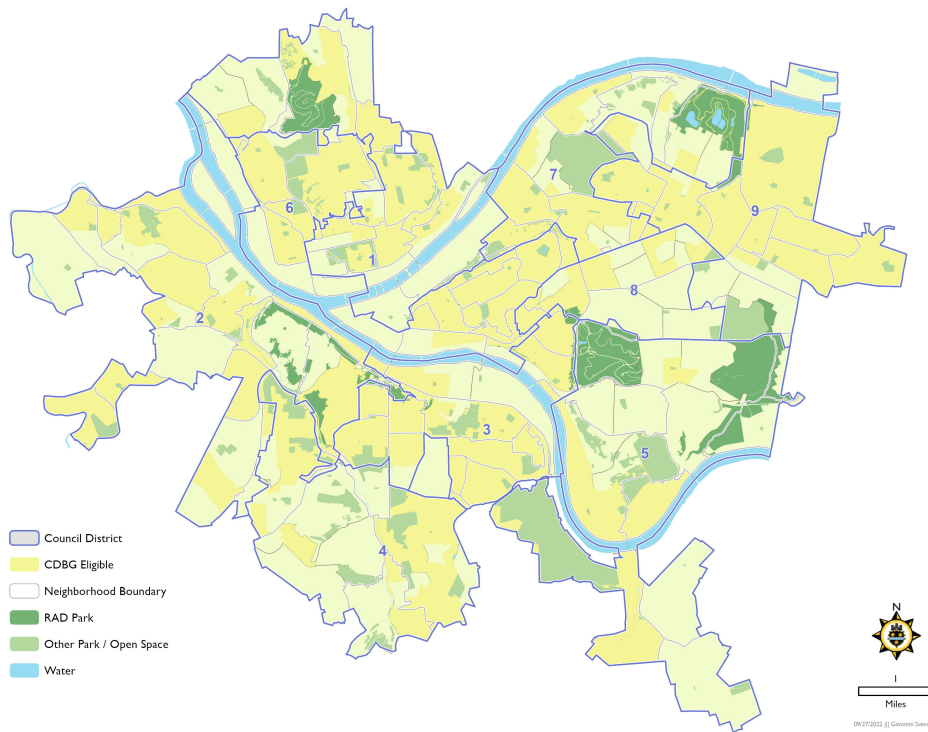 7
9
6
1
8
2
3
5
4
Council District
CDBG Eligible
Neighborhood Boundary
RAD Park
Other Park / Open Space
Water
N
1
Miles
09/27/2022 || Giovanni